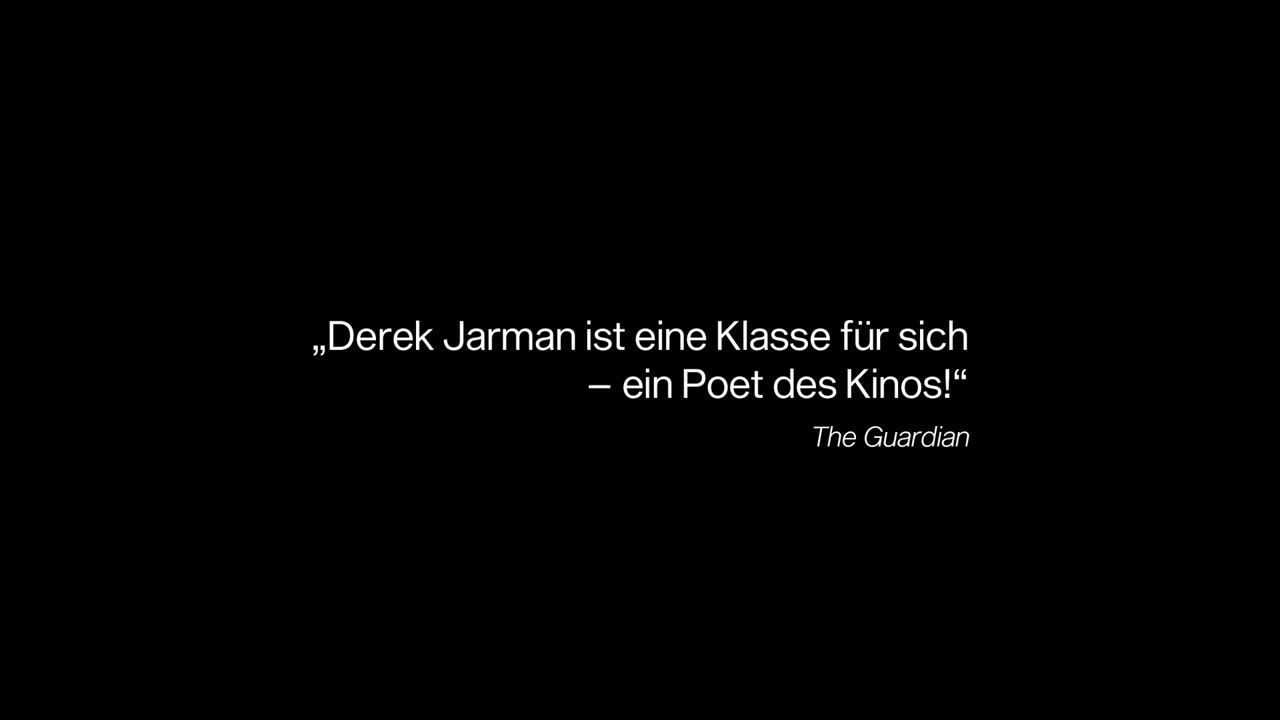 „Derek Jarman ist eine Klasse für sich
– ein Poet des Kinos!“
The Guardian